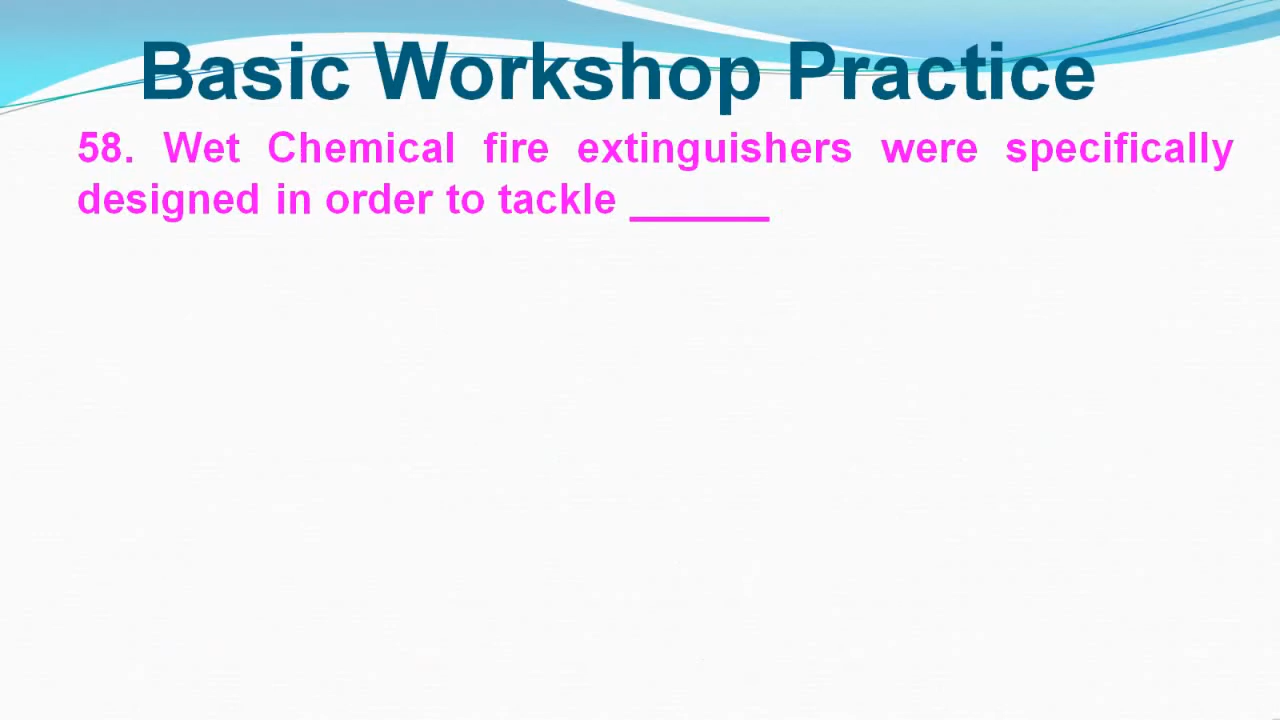 Basic Workshop Practice
58. Wet Chemical fire extinguishers were specifically
designed in order to tackle ______